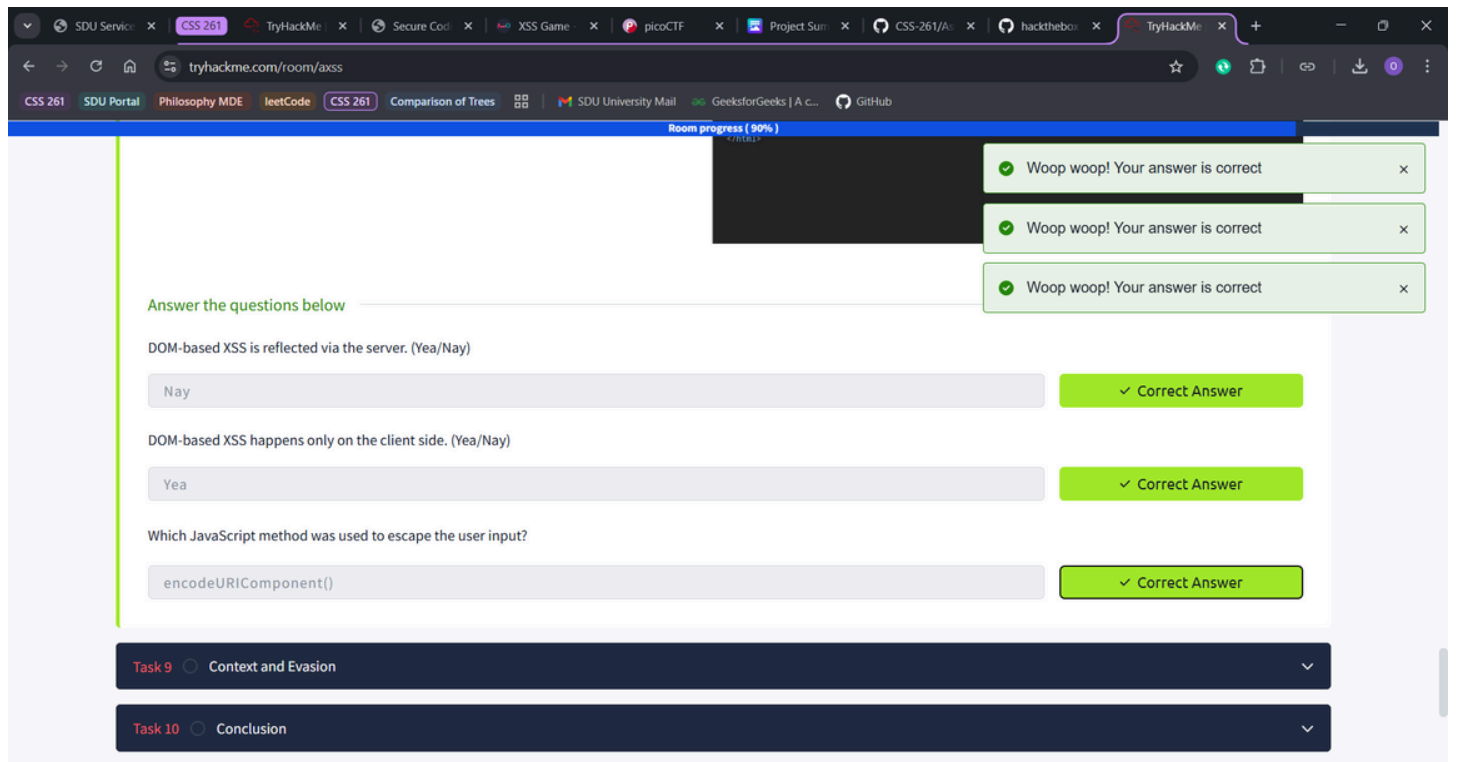 SDU Service
CSS 261
TryHackMe
Secure Cod
XSS Game -
picoCTF
Project Sum
CSS-261/As
hackthebox
TryHackMe
tryhackme.com/room/axss
O
CSS 261
SDU Portal
Philosophy MDE
leetCode
CSS 261
Comparison of Trees
SDU University Mail
GeeksforGeeks | A c...
GitHub
Room progress ( 90% )
</html>
Woop woop! Your answer is correct
Woop woop! Your answer is correct
Woop woop! Your answer is correct
Answer the questions below
DOM-based XSS is reflected via the server. (Yea/Nay)
Nay
✓ Correct Answer
DOM-based XSS happens only on the client side. (Yea/Nay)
Yea
✓ Correct Answer
Which JavaScript method was used to escape the user input?
encodeURIComponent()
✓ Correct Answer
Task 9 Context and Evasion
Task 10 Conclusion